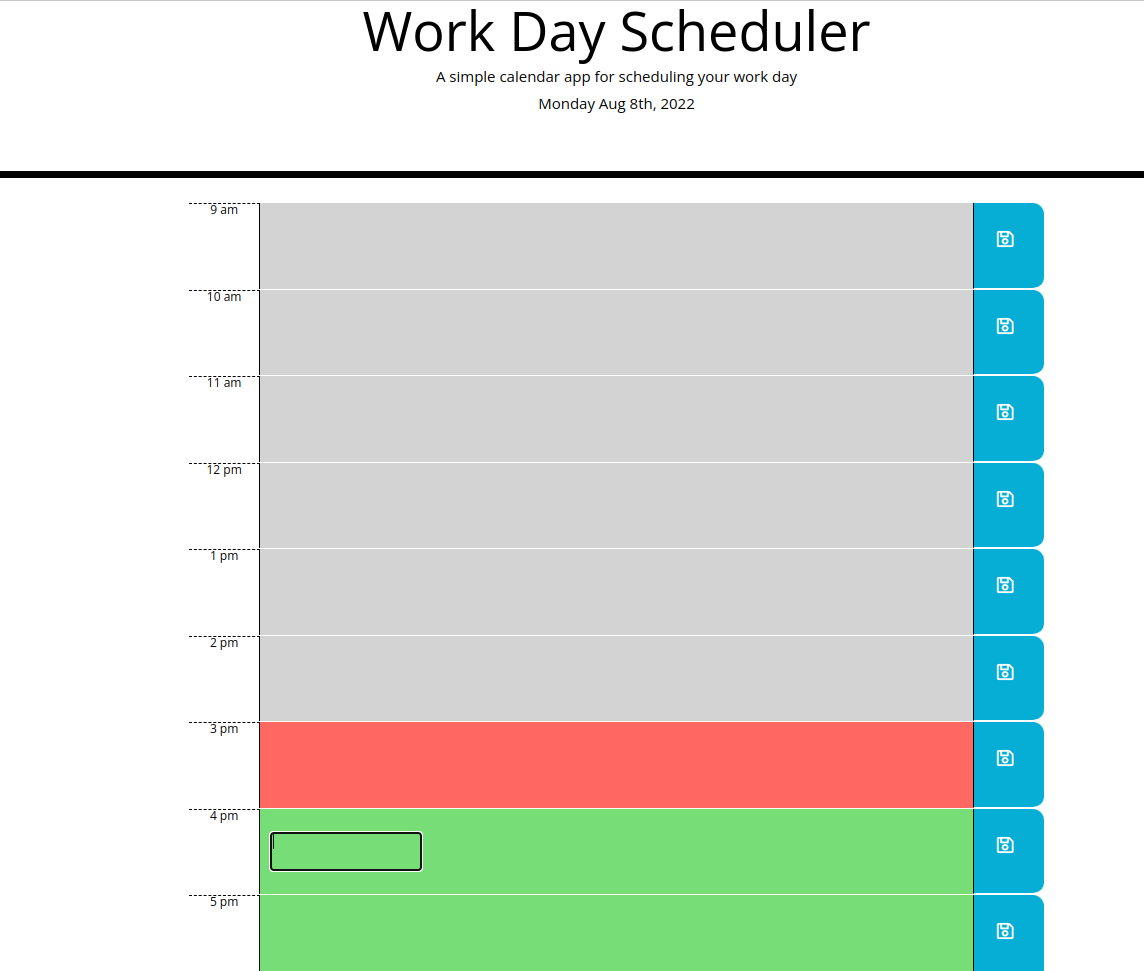 Work Day Scheduler
A simple calendar app for scheduling your work day
Monday Aug 8th, 2022
9 am
10 am
11 am
12 pm
1 pm
2 pm
3 pm
4 pm
5 pm